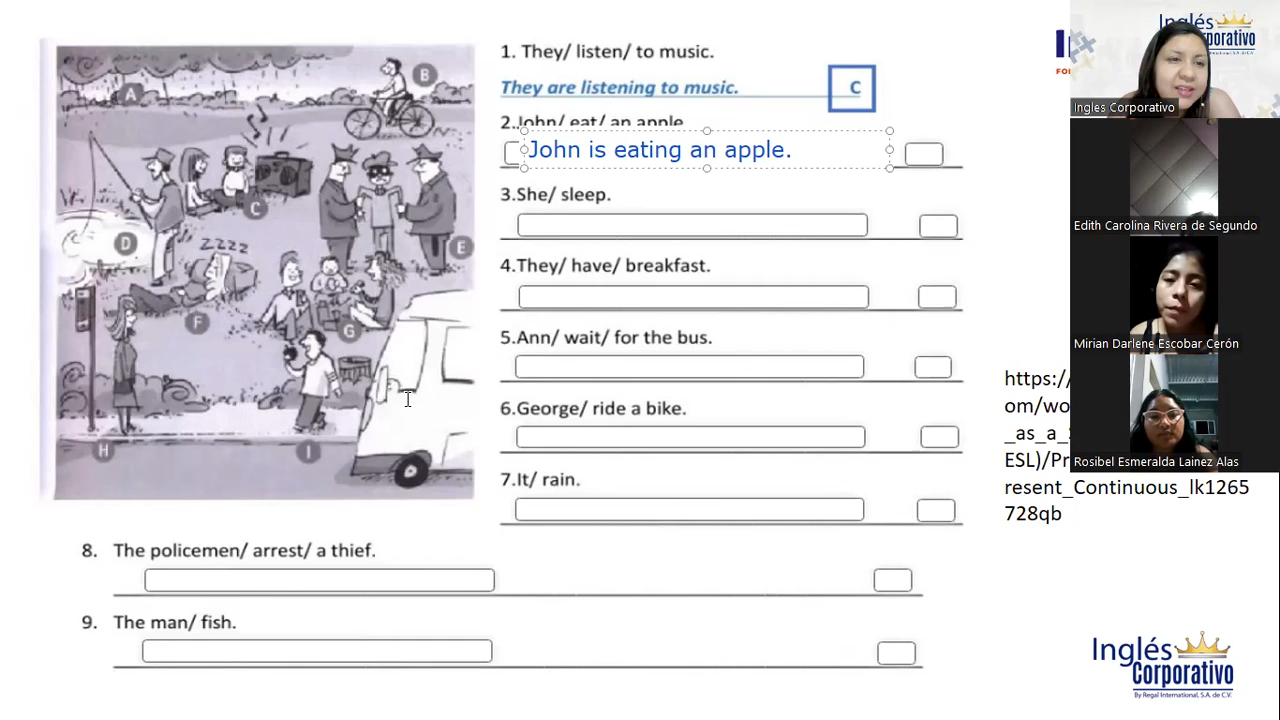 1. They/ listen/ to music.
They are listening to music.
C
2.John/ eat/ an apple
John is eating an apple.
3.She/ sleep.
4.They/ have/ breakfast.
5.Ann/ wait/ for the bus.
6.George/ ride a bike.
7.It/ rain.
8. The policemen/ arrest/ a thief.
9. The man/ fish.
A
B
C
D
E
zzzz
F
G
H
I
https://
om/wo
_as_a_
ESL)/Pr
resent_Continuous_lk1265
728qb
Inglés
Corporativo
Ingles Corporativo
Edith Carolina Rivera de Segundo
Mirian Darlene Escobar Cerón
Rosibel Esmeralda Lainez Alas
Inglés
Corporativo
By Regal International, S.A. de C.V.